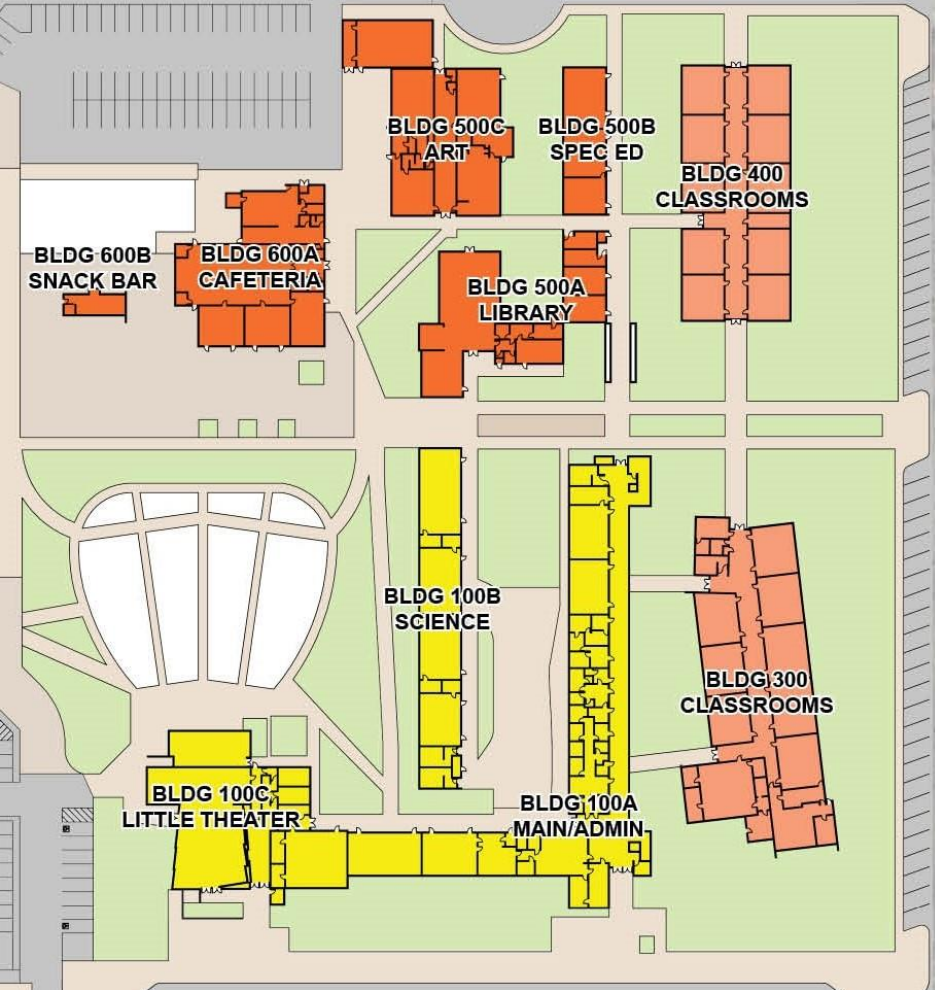 BLDG 500C
ART
BLDG 500B
SPEC ED
BLDG 400
CLASSROOMS
BLDG 600B
SNACK BAR
BLDG 600A
CAFETERIA
BLDG 500A
LIBRARY
BLDG 100B
SCIENCE
BLDG 300
CLASSROOMS
BLDG 100C
LITTLE THEATER
BLDG 100A
MAIN/ADMIN